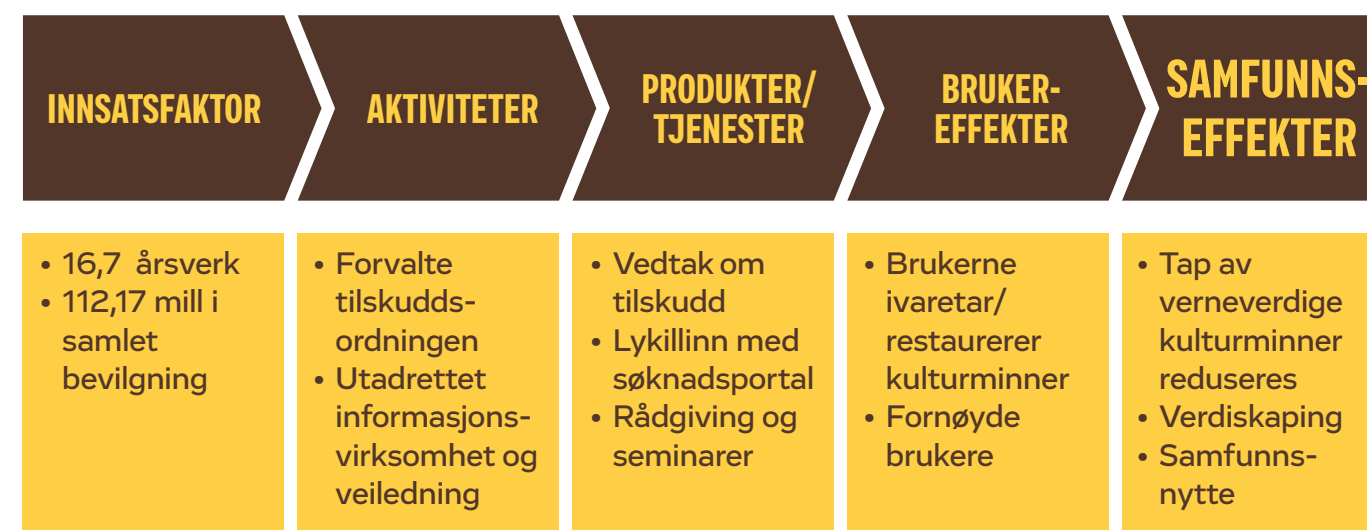 INNSATSFAKTOR
AKTIVITETER
PRODUKTER/
TJENESTER
BRUKER-
EFFEKTER
SAMFUNNS-
EFFEKTER
• 16,7 årsverk
• 112,17 mill i
samlet
bevilgning
• Forvalte
tilskudds-
ordningen
• Utadrettet
informasjons-
virksomhet og
veiledning
• Vedtak om
tilskudd
• Lykillinn med
søknadsportal
• Rådgiving og
seminarer
• Brukerne
ivaretar/
restaurerer
kulturminner
• Fornøyde
brukere
• Tap av
verneverdige
kulturminner
reduseres
• Verdiskaping
• Samfunns-
nytte